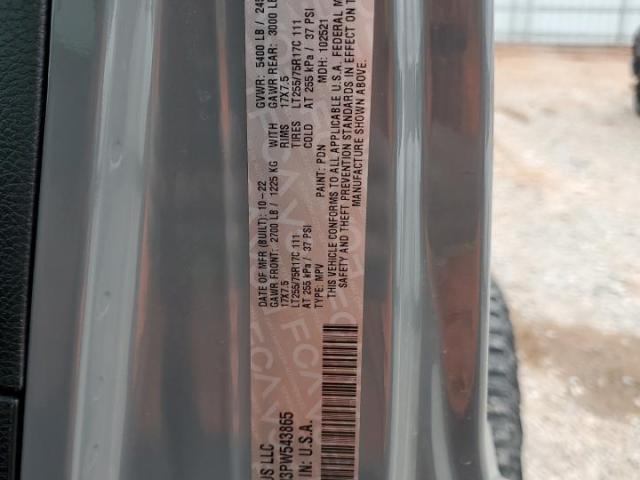 US LLC
DATE OF MFR (BUILT): 10-22 GVWR: 5400 LB / 
GAWR FRONT: 2700 LB / 1225 KG WITH GAWR REAR: 3000 LB
17X7.5 RIMS 17X7.5
LT255/75R17C 111 TIRES LT255/75R17C 111
AT 255 kPa / 37 PSI COLD AT 255 kPa / 37 PSI
TYPE: MPV PAINT: PDN MDH: 102521
THIS VEHICLE CONFORMS TO ALL APPLICABLE U.S.A. FEDERAL
SAFETY AND THEFT PREVENTION STANDARDS IN EFFECT ON
MANUFACTURE SHOWN ABOVE.
3PW543865
IN: U.S.A.